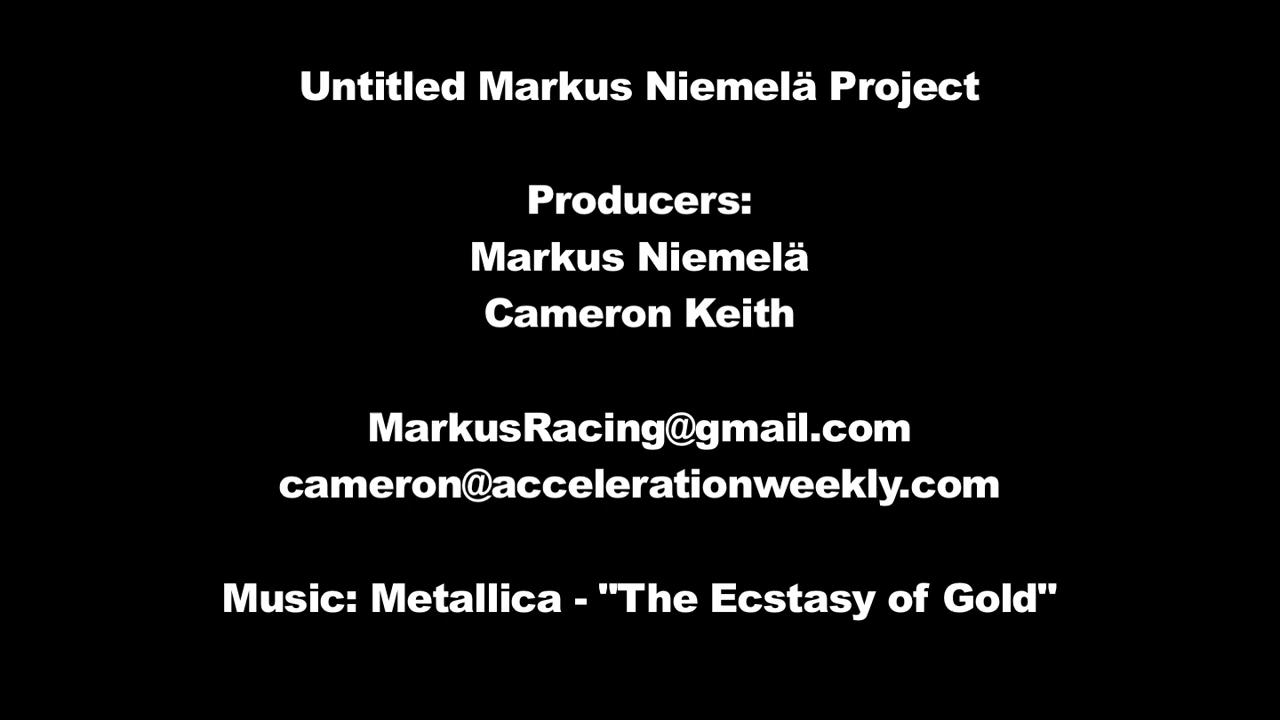 Untitled Markus Niemelä Project
Producers:
Markus Niemelä
Cameron Keith
MarkusRacing@gmail.com
cameron@accelerationweekly.com
Music: Metallica - "The Ecstasy of Gold"